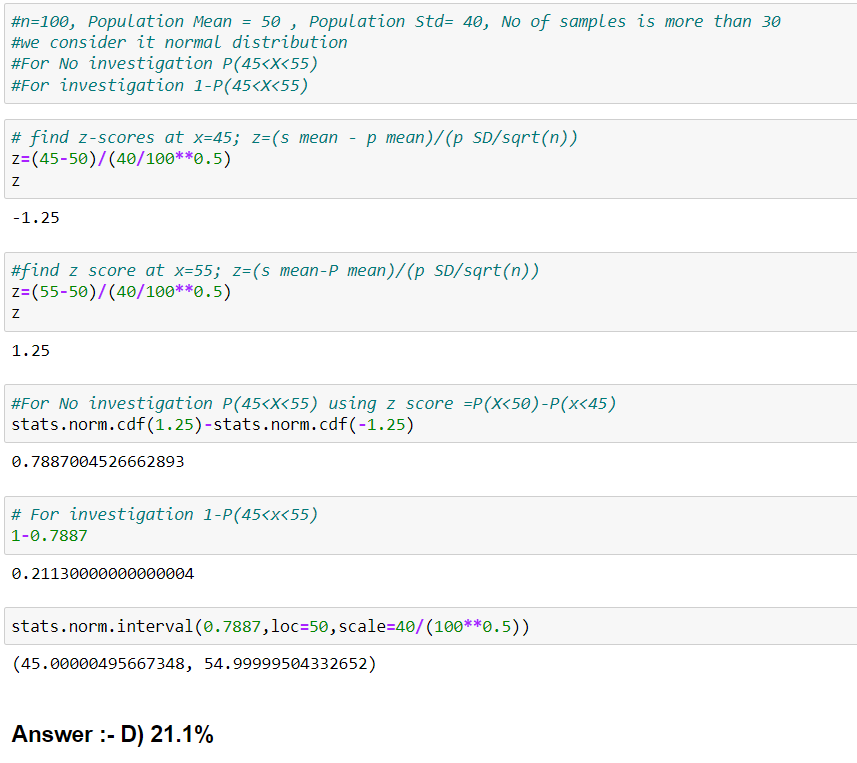 #n=100, Population Mean = 50 , Population Std= 40, No of samples is more than 30
#we consider it normal distribution
#For No investigation P(45<X<55)
#For investigation 1-P(45<X<55)
# find z-scores at x=45; z=(s mean - p mean)/(p SD/sqrt(n))
z=(45-50)/(40/100**0.5)
z
-1.25
#find z score at x=55; z=(s mean-P mean)/(p SD/sqrt(n))
z=(55-50)/(40/100**0.5)
z
1.25
#For No investigation P(45<X<55) using z score =P(X<50)-P(x<45)
stats.norm.cdf(1.25)-stats.norm.cdf(-1.25)
0.7887004526662893
# For investigation 1-P(45<x<55)
1-0.7887
0.21130000000000004
stats.norm.interval(0.7887,loc=50,scale=40/(100**0.5))
(45.00000495667348, 54.99999504332652)
Answer :- D) 21.1%